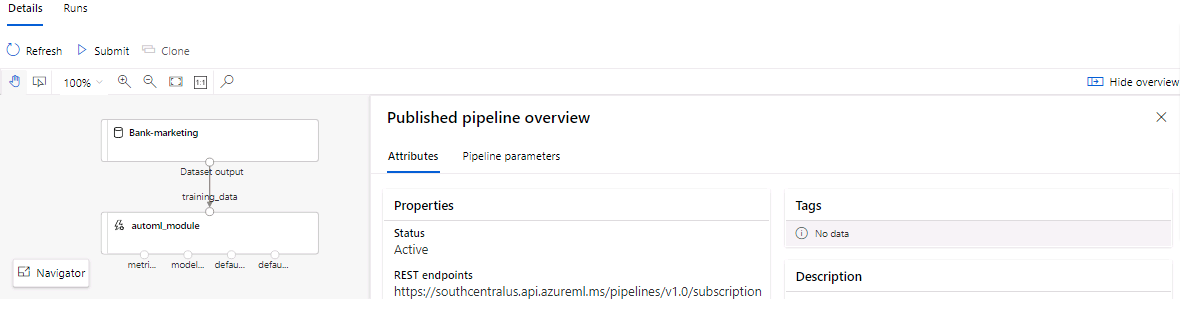 Details Runs
Refresh Submit Clone
100% 1:1 Hide overview
Bank-marketing
Dataset output
training_data
automl_module
metri... model... defau... defau...
Navigator
Published pipeline overview
Attributes Pipeline parameters
Properties
Status
Active
REST endpoints
https://southcentralus.api.azureml.ms/pipelines/v1.0/subscription
Tags
No data
Description